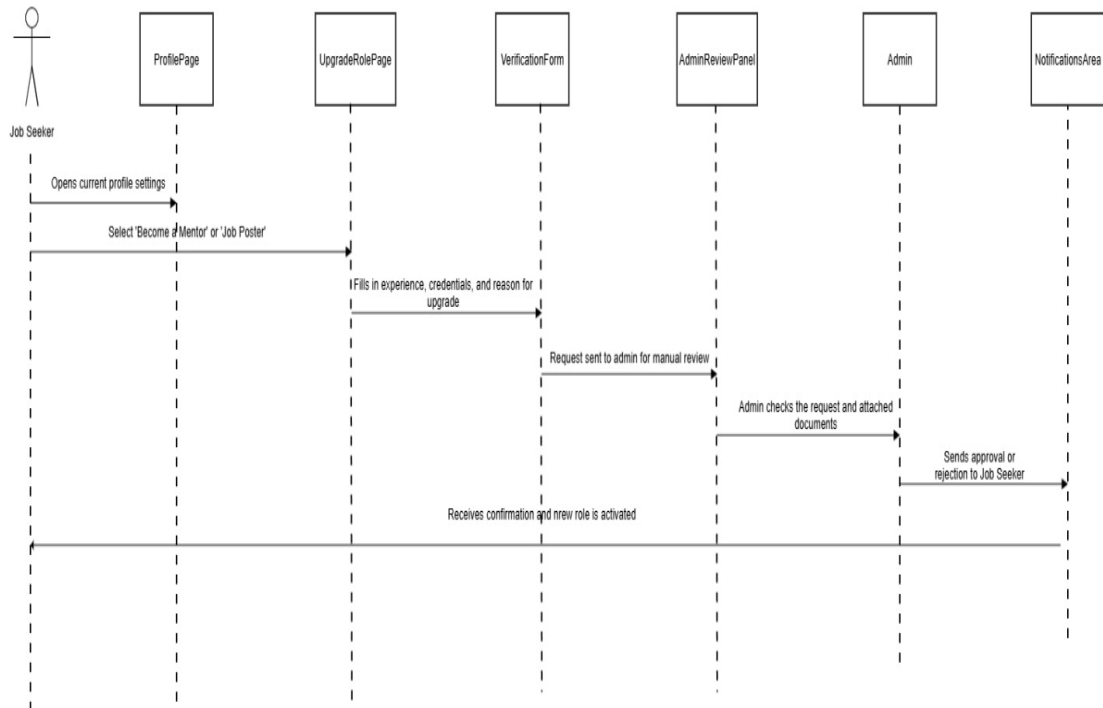 ProfilePage
UpgradeRolePage
VerificationForm
AdminReviewPanel
Admin
NotificationsArea
Job Seeker
Opens current profile settings
Select 'Become a Mentor' or 'Job Poster'
Fills in experience, credentials, and reason for
upgrade
Request sent to admin for manual review
Admin checks the request and attached
documents
Sends approval or
rejection to Job Seeker
Receives confirmation and nrew role is activated